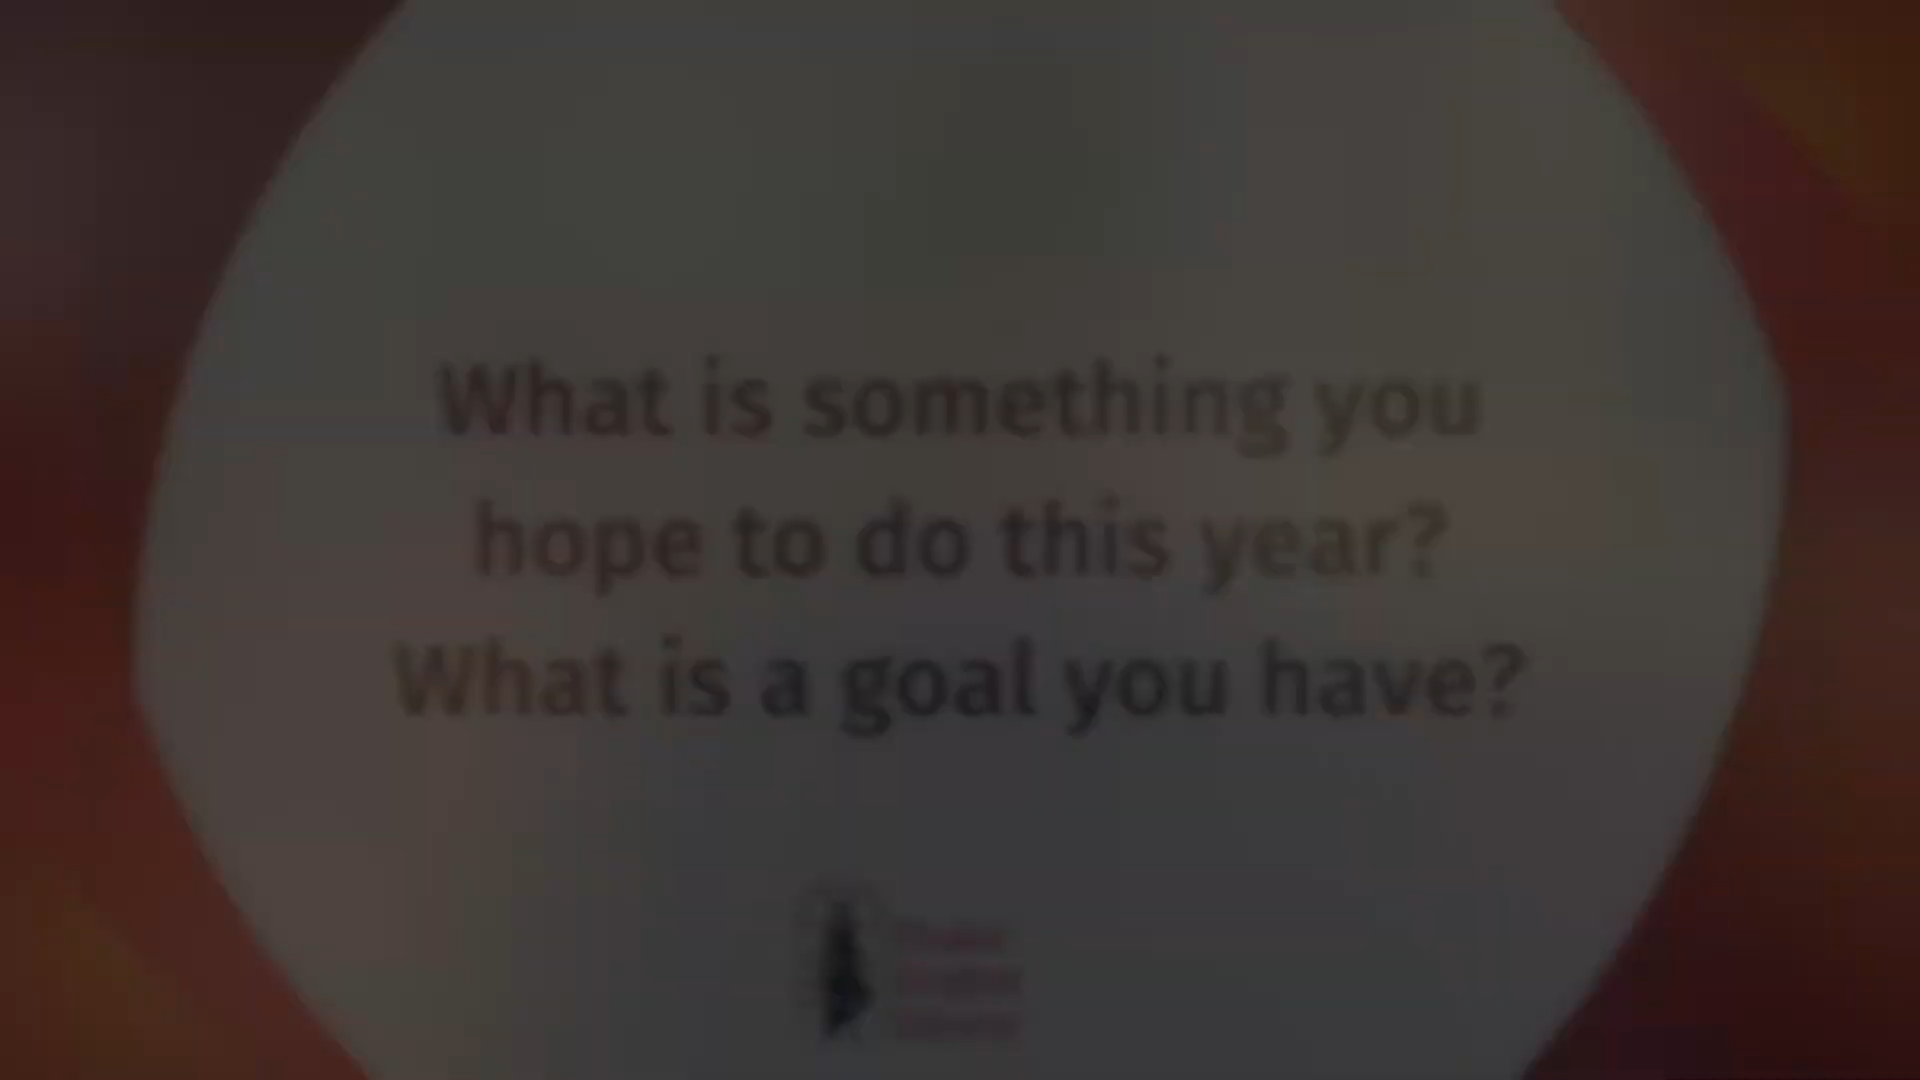 What is something you
hope to do this year?
What is a goal you have?